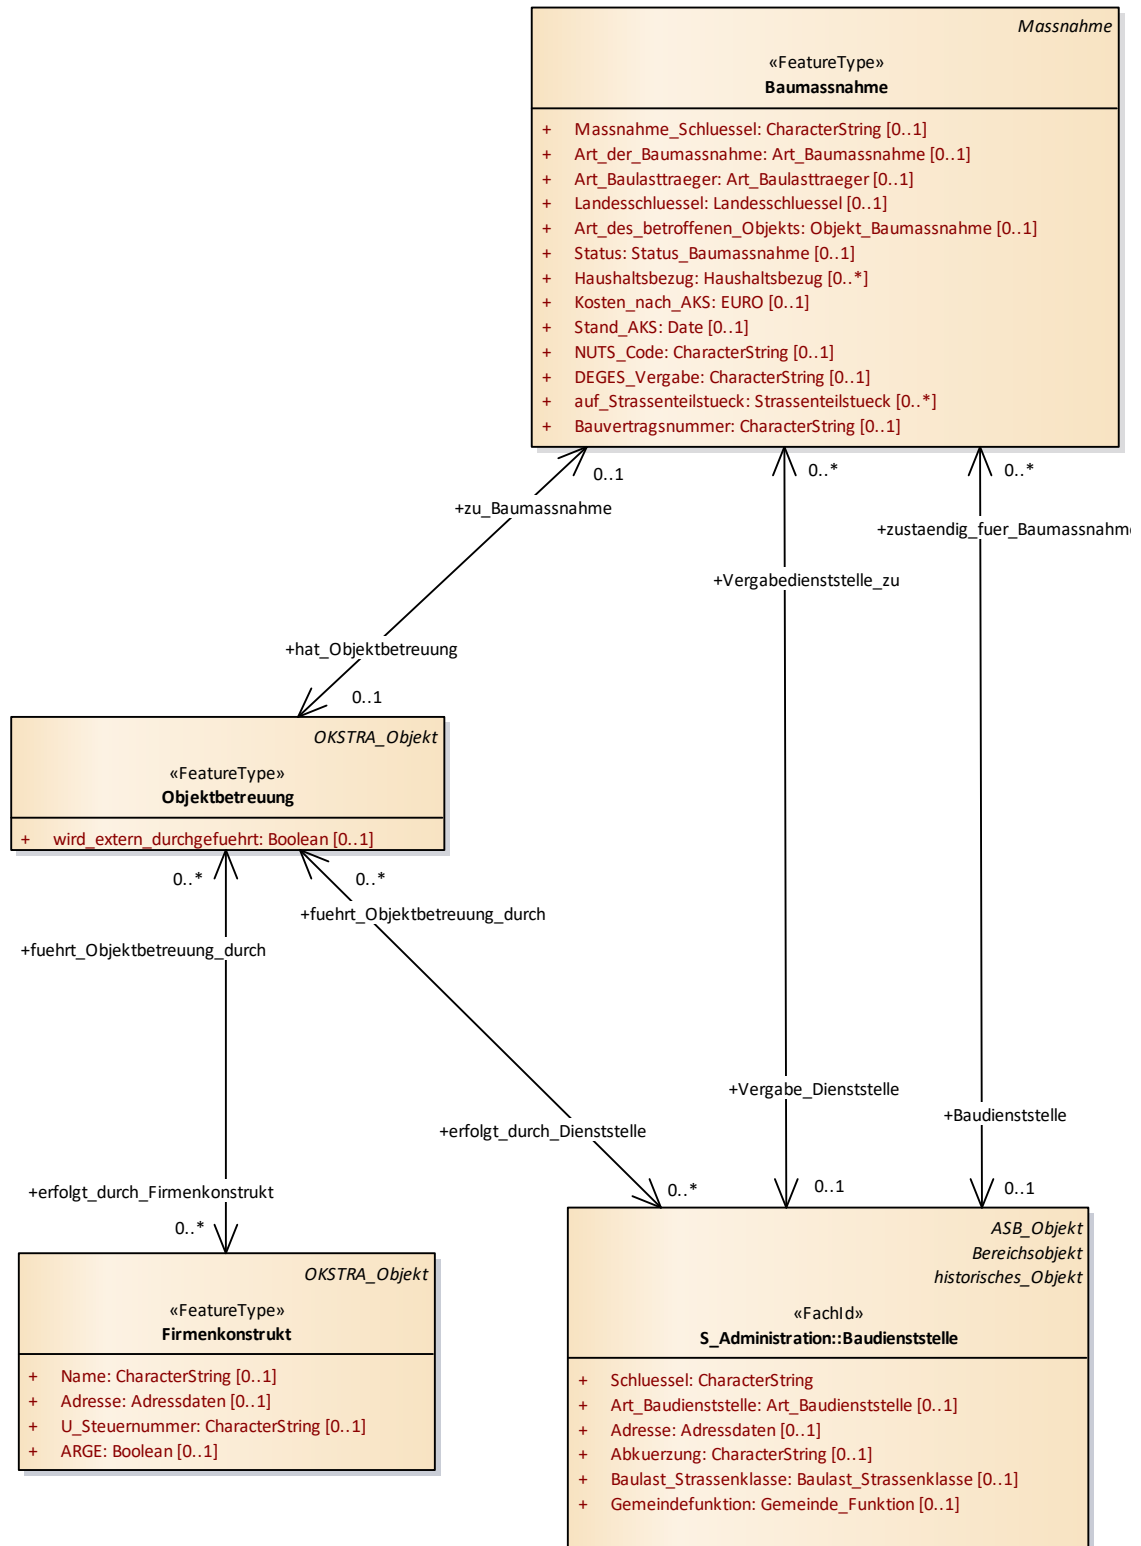 Massnahme
«FeatureType»
Baumassnahme
+ Massnahme_Schluessel: CharacterString [0..1]
+ Art_der_Baumassnahme: Art_Baumassnahme [0..1]
+ Art_Baulasttraeger: Art_Baulasttraeger [0..1]
+ Landesschluessel: Landesschluessel [0..1]
+ Art_des_betroffenen_Objekts: Objekt_Baumassnahme [0..1]
+ Status: Status_Baumassnahme [0..1]
+ Haushaltsbezug: Haushaltsbezug [0..*]
+ Kosten_nach_AKS: EURO [0..1]
+ Stand_AKS: Date [0..1]
+ NUTS_Code: CharacterString [0..1]
+ DEGES_Vergabe: CharacterString [0..1]
+ auf_Strassenteilstueck: Strassenteilstueck [0..*]
+ Bauvertragsnummer: CharacterString [0..1]
0..1
0..*
0..*
+zu_Baumassnahme
+zustaendig_fuer_Baumassnahme
+Vergabedienststelle_zu
+hat_Objektbetreuung
0..1
OKSTRA_Objekt
«FeatureType»
Objektbetreuung
+ wird_extern_durchgefuehrt: Boolean [0..1]
0..*
0..*
+fuehrt_Objektbetreuung_durch
+fuehrt_Objektbetreuung_durch
+Vergabe_Dienststelle
+Baudienststelle
+erfolgt_durch_Dienststelle
+erfolgt_durch_Firmenkonstrukt
0..*
0..1
0..1
0..*
OKSTRA_Objekt
«FeatureType»
Firmenkonstrukt
+ Name: CharacterString [0..1]
+ Adresse: Adressdaten [0..1]
+ U_Steuernummer: CharacterString [0..1]
+ ARGE: Boolean [0..1]
ASB_Objekt
Bereichsobjekt
historisches_Objekt
«FachId»
S_Administration::Baudienststelle
+ Schluessel: CharacterString
+ Art_Baudienststelle: Art_Baudienststelle [0..1]
+ Adresse: Adressdaten [0..1]
+ Abkuerzung: CharacterString [0..1]
+ Baulast_Strassenklasse: Baulast_Strassenklasse [0..1]
+ Gemeindefunktion: Gemeinde_Funktion [0..1]